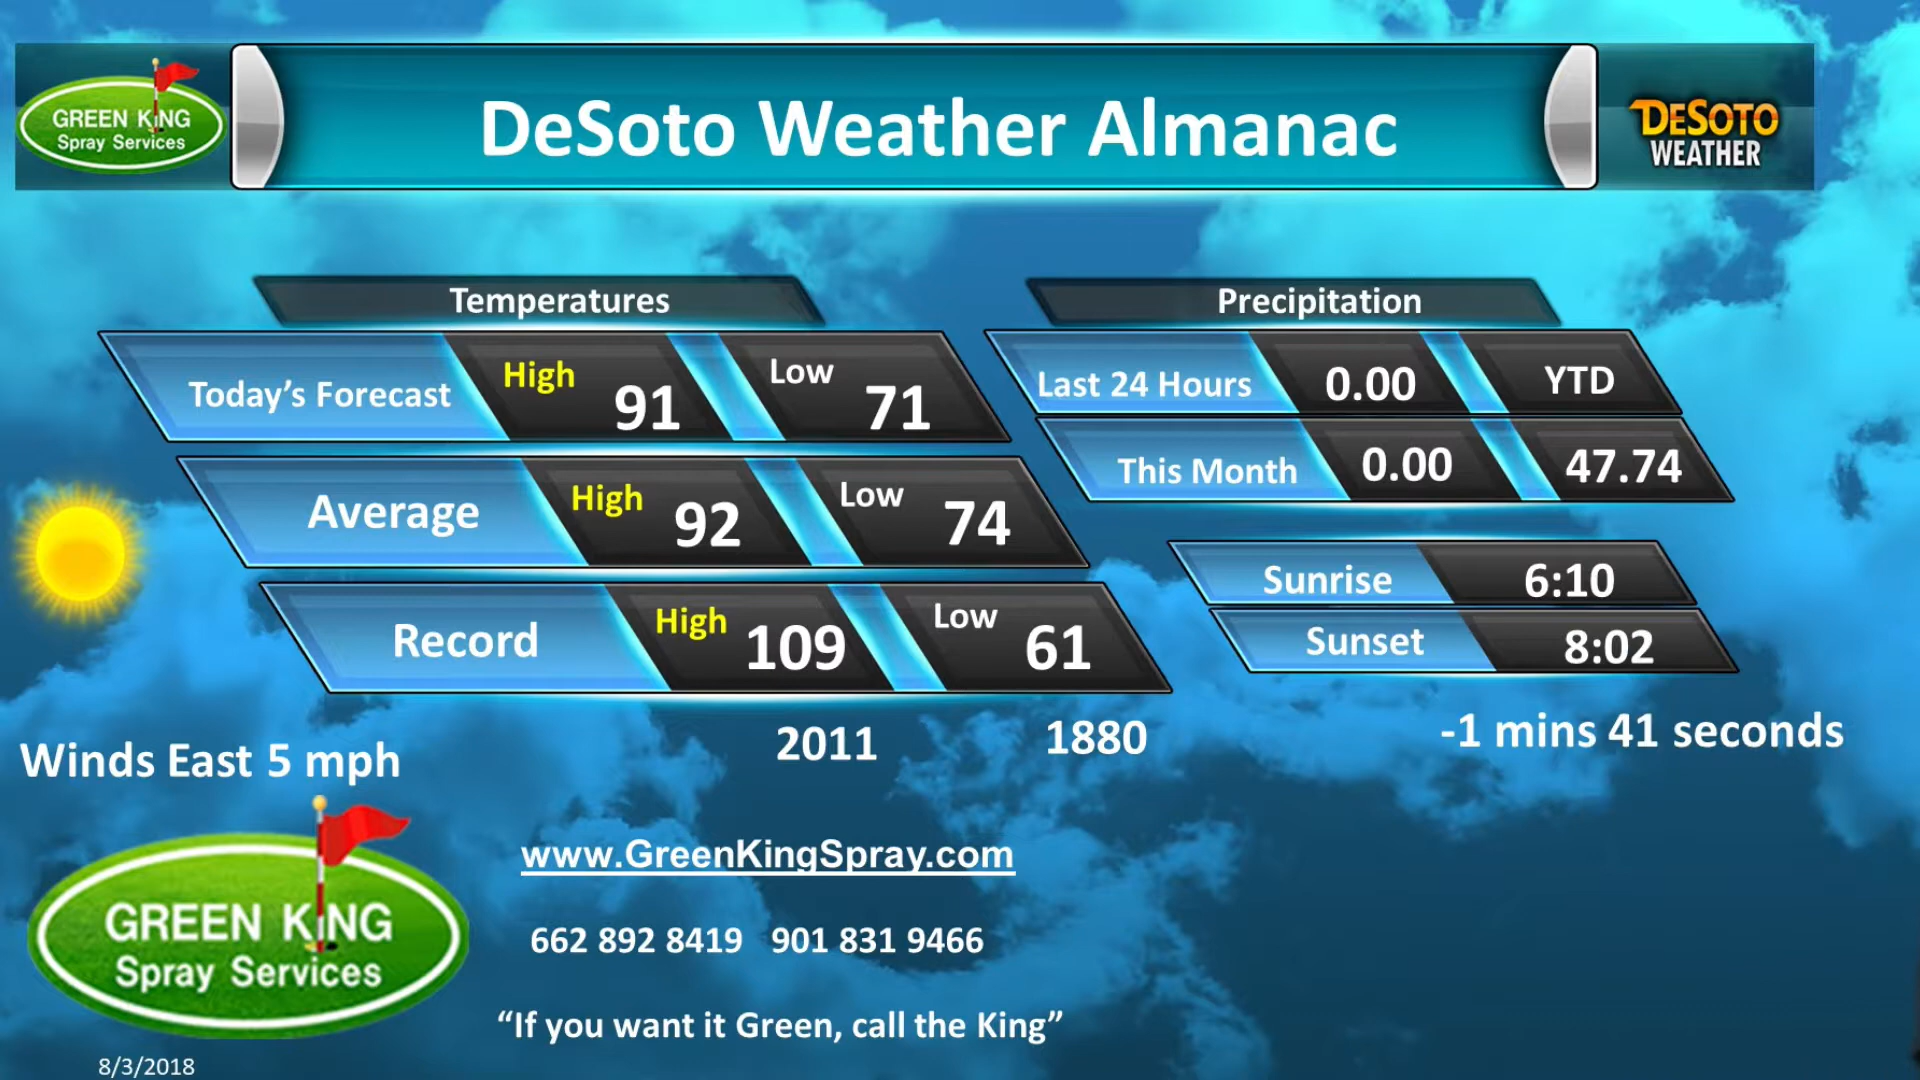 GREEN KING
Spray Services
DeSoto Weather Almanac
DESOTO
WEATHER
Temperatures
Today’s Forecast High 91 Low 71
Average High 92 Low 74
Record High 109 Low 61
2011 1880
Precipitation
Last 24 Hours 0.00 YTD
This Month 0.00 47.74
Sunrise 6:10
Sunset 8:02
-1 mins 41 seconds
Winds East 5 mph
GREEN KING
Spray Services
www.GreenKingSpray.com
662 892 8419 901 831 9466
“If you want it Green, call the King”
8/3/2018